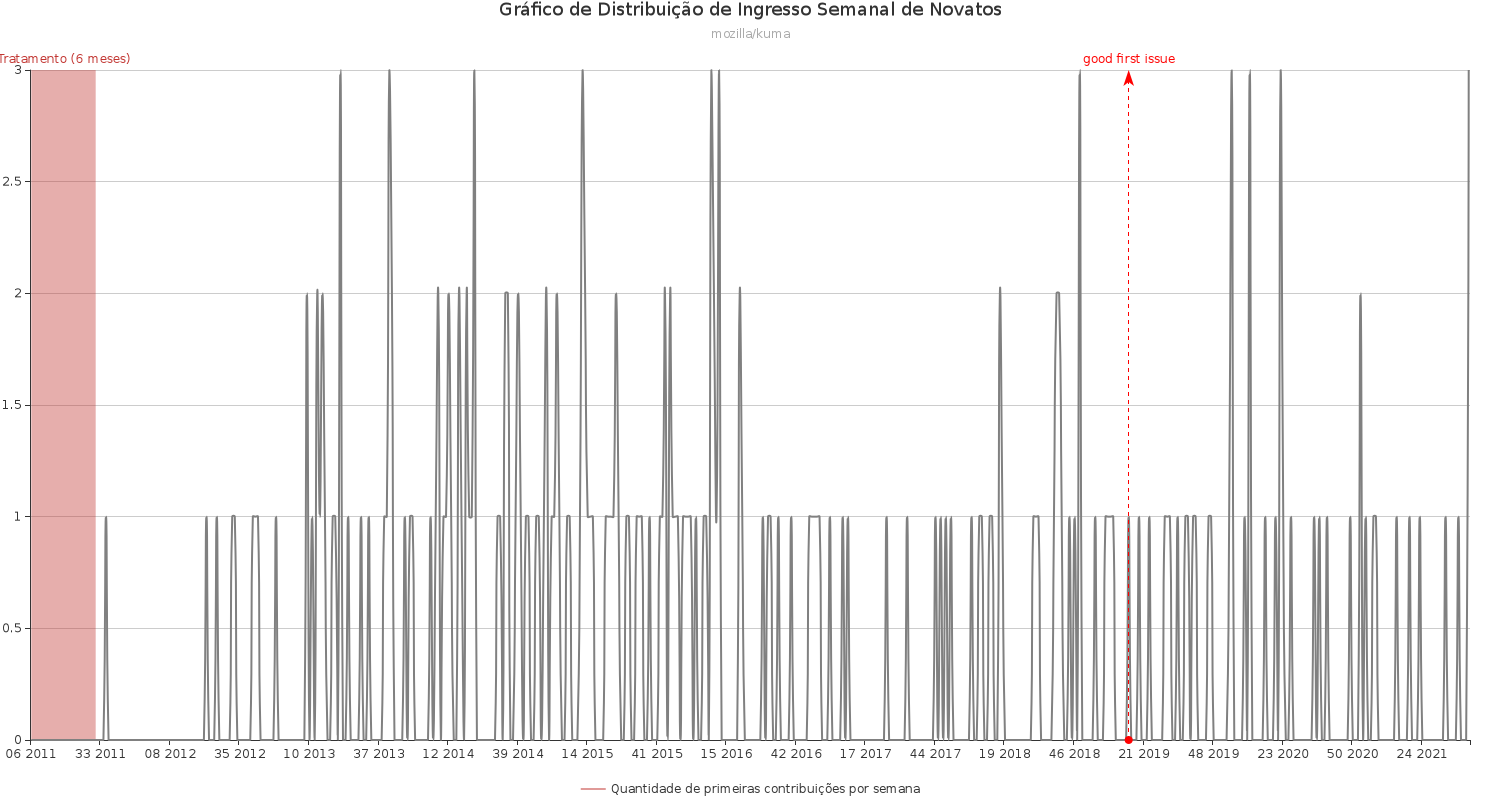 Gráfico de Distribuição de Ingresso Semanal de Novatos
mozilla/kuma
Tratamento (6 meses)
good first issue
3
2.5
2
1.5
1
0.5
0
06 2011 33 2011 08 2012 35 2012 10 2013 37 2013 12 2014 39 2014 14 2015 41 2015 15 2016 42 2016 17 2017 44 2017 19 2018 46 2018 21 2019 48 2019 23 2020 50 2020 24 2021
Quantidade de primeiras contribuições por semana